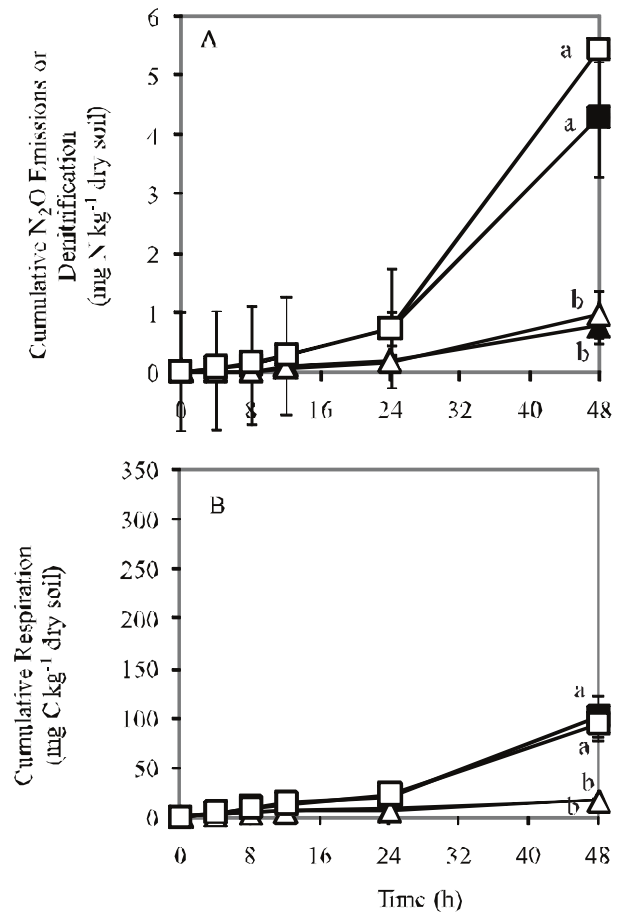 Cumulative N₂O Emissions or
Denitrification
(mg N kg⁻¹ dry soil)
A
6
5
4
3
2
1
0
a
a
b
b
0 8 16 24 32 40 48
Cumulative Respiration
(mg C kg⁻¹ dry soil)
B
350
300
250
200
150
100
50
0
a
a
b
b
0 8 16 24 32 40 48
Time (h)